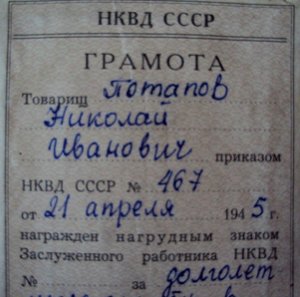 НКВД СССР
ГРАМОТА
Товарищ Потапов
Николай
Иванович приказом
НКВД СССР № 467
от 21 апреля 1945 г.
награжден нагрудным знаком
Заслуженного работника НКВД
№ за долголет